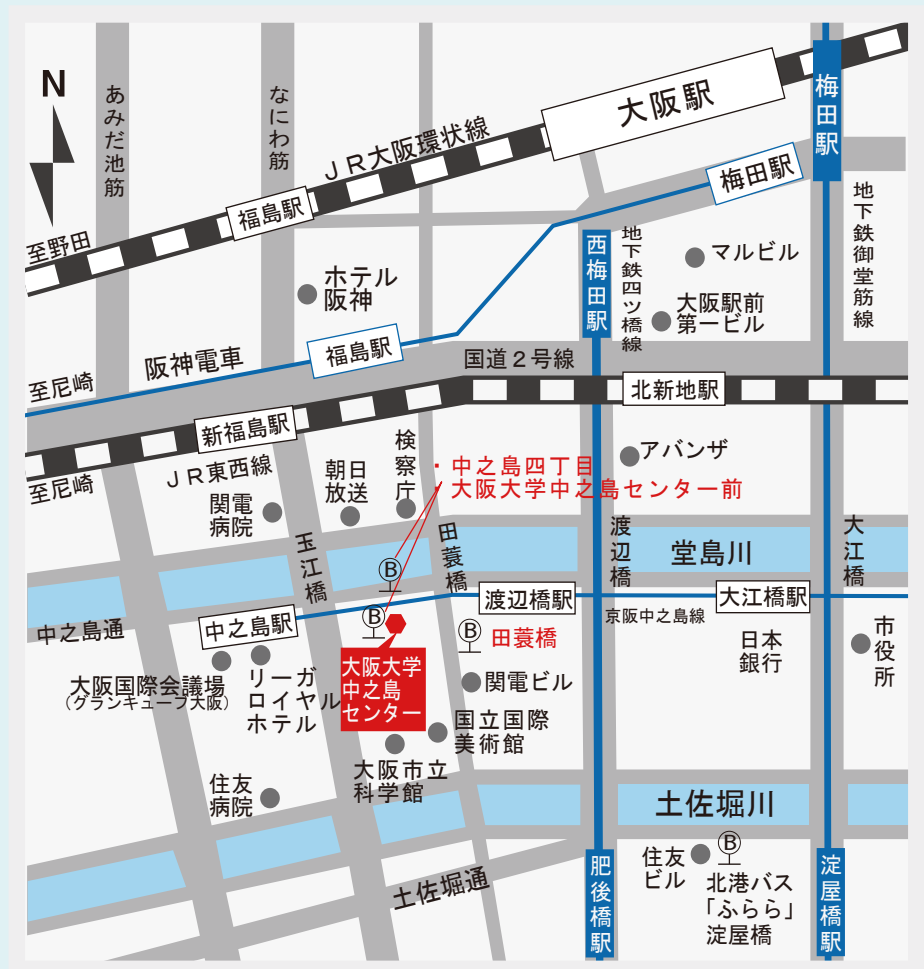 N
あみだ池筋
なにわ筋
JR大阪環状線
大阪駅
梅田駅
梅田駅
福島駅
至野田
ホテル
阪神
西梅田駅
地下鉄四ツ橋線
マルビル
大阪駅前
第一ビル
地下鉄御堂筋線
阪神電車
福島駅
国道2号線
至尼崎
北新地駅
新福島駅
JR東西線
至尼崎
関電
病院
朝日
放送
検察庁
・中之島四丁目
・大阪大学中之島センター前
アバンザ
玉江橋
田蓑橋
渡辺橋
堂島川
大江橋
B
B
中之島通
中之島駅
渡辺橋駅
京阪中之島線
大江橋駅
B
田蓑橋
日本
銀行
市役所
大阪国際会議場
(グランキューブ大阪)
リーガ
ロイヤル
ホテル
大阪大学
中之島
センター
関電ビル
国立国際
美術館
大阪市立
科学館
住友
病院
土佐堀川
土佐堀通
肥後橋駅
住友
ビル
B
北港バス
「ふらら」
淀屋橋
淀屋橋駅